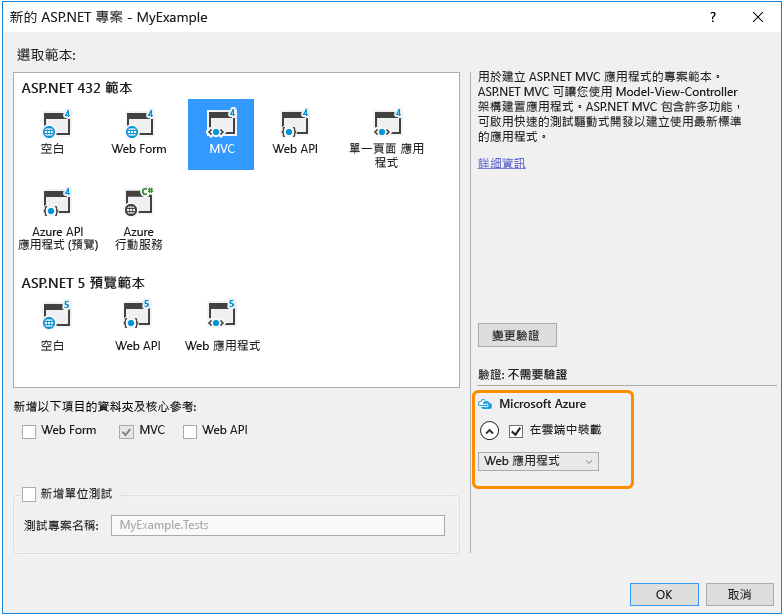 新的 ASP.NET 專案 - MyExample
?
選取範本:
ASP.NET 432 範本
空白
Web Form
MVC
Web API
單一頁面 應用
程式
Azure API
應用程式 (預覽)
Azure
行動服務
ASP.NET 5 預覽範本
空白
Web API
Web 應用程式
新增以下項目的資料夾及核心參考:
Web Form
MVC
Web API
新增單位測試
測試專案名稱:
MyExample.Tests
用於建立 ASP.NET MVC 應用程式的專案範本。
ASP.NET MVC 可讓您使用 Model-View-Controller
架構建置應用程式。ASP.NET MVC 包含許多功能，
可啟用快速的測試驅動式開發以建立使用最新標準
的應用程式。
詳細資訊
變更驗證
驗證: 不需要驗證
Microsoft Azure
在雲端中裝載
Web 應用程式
OK
取消